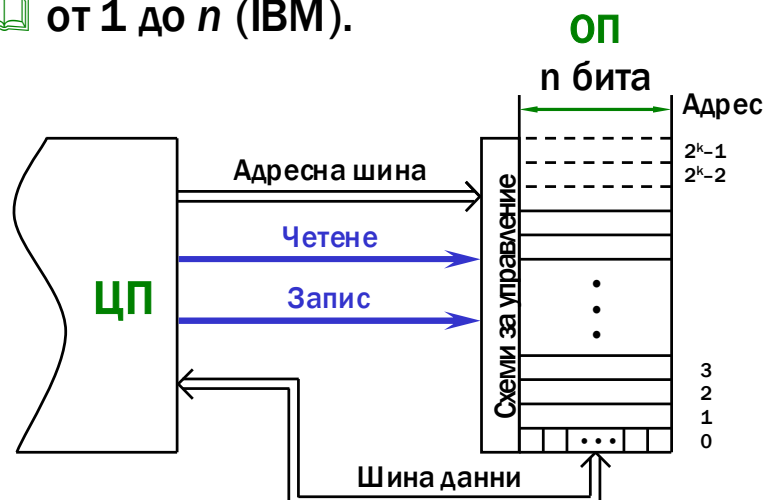 от 1 до n (IBM).
ОП
n бита
Адрес
2ᵏ–1
2ᵏ–2
Адресна шина
Четене
Запис
ЦП
Схеми за управление
3
2
1
0
Шина данни